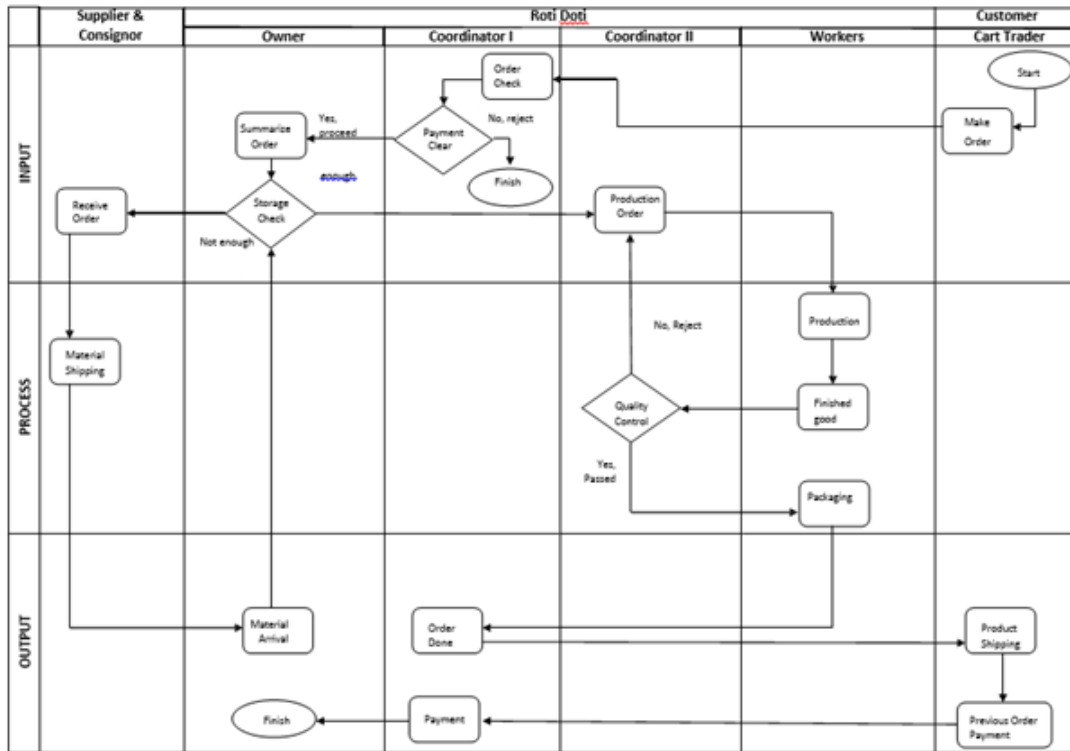 Supplier &
Consignor
Roti Doti
Customer
Owner
Coordinator I
Coordinator II
Workers
Cart Trader
INPUT
Order
Check
Start
Summarize
Order
Yes,
proceed
Payment
Clear
No, reject
Make
Order
enough
Finish
Receive
Order
Storage
Check
Production
Order
Not enough
PROCESS
Production
No, Reject
Material
Shipping
Quality
Control
Finished
good
Yes,
Passed
Packaging
OUTPUT
Material
Arrival
Order
Done
Product
Shipping
Finish
Payment
Previous Order
Payment